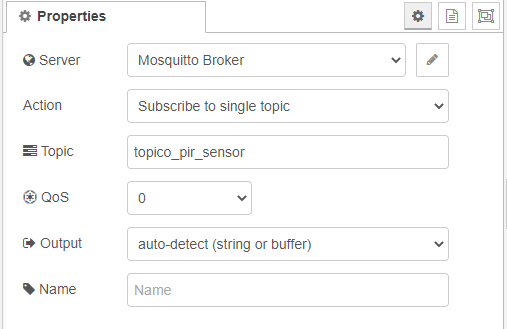 Properties
Server Mosquitto Broker
Action Subscribe to single topic
Topic topico_pir_sensor
QoS 0
Output auto-detect (string or buffer)
Name Name